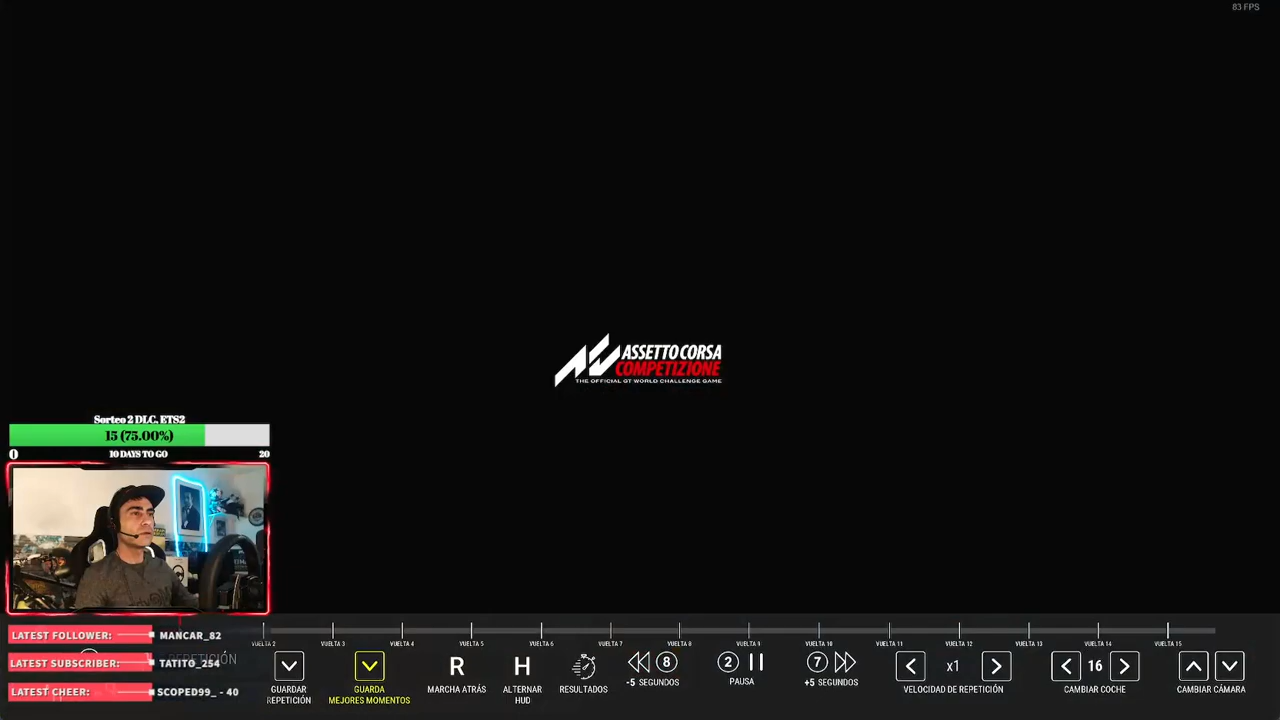 83 FPS
ASSETTO CORSA
COMPETIZIONE
THE OFFICIAL GT WORLD CHALLENGE GAME
Sorteo 2 DLC, ETS2
15 (75.00%)
0 10 DAYS TO GO 20
LATEST FOLLOWER: MANCAR_82
LATEST SUBSCRIBER: TATITO_254
LATEST CHEER: SCOPED99_ - 40
VUELTA 2 VUELTA 3 VUELTA 4 VUELTA 5 VUELTA 6 VUELTA 7 VUELTA 8 VUELTA 9 VUELTA 10 VUELTA 11 VUELTA 12 VUELTA 13 VUELTA 14 VUELTA 15
REPETICIÓN
GUARDAR
REPETICIÓN
GUARDA
MEJORES MOMENTOS
R
MARCHA ATRÁS
H
ALTERNAR
HUD
RESULTADOS
8
-5 SEGUNDOS
2
PAUSA
7
+5 SEGUNDOS
x1
VELOCIDAD DE REPETICIÓN
16
CAMBIAR COCHE
CAMBIAR CÁMARA